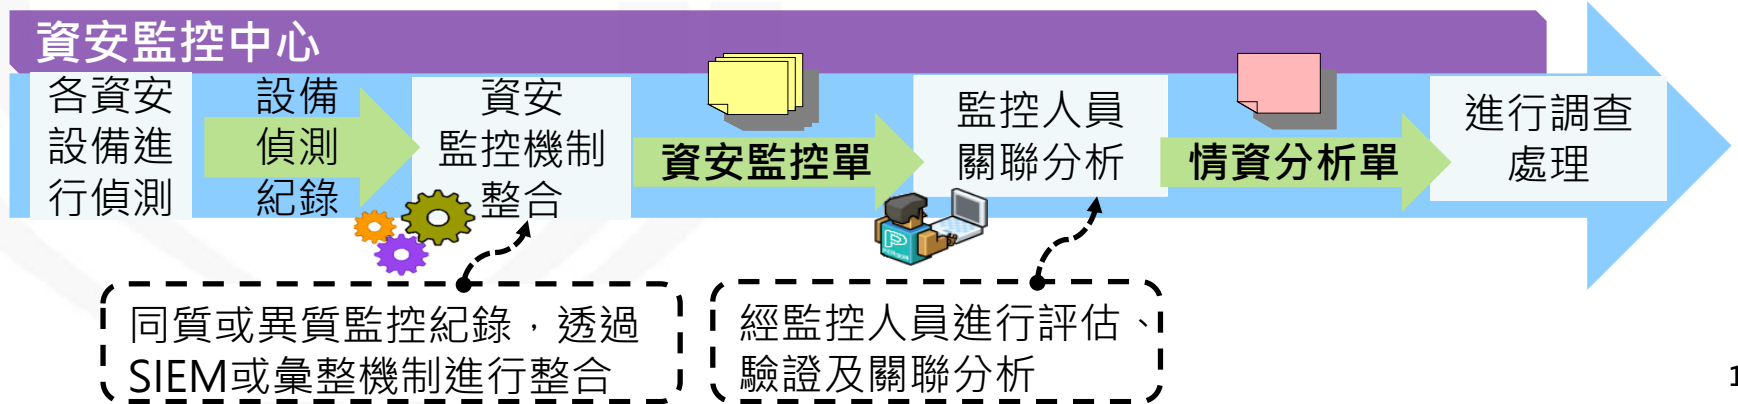 資安監控中心
各資安
設備進
行偵測
設備
偵測
紀錄
資安
監控機制
整合
資安監控單
監控人員
關聯分析
情資分析單
進行調查
處理
同質或異質監控紀錄，透過
SIEM或彙整機制進行整合
經監控人員進行評估、
驗證及關聯分析